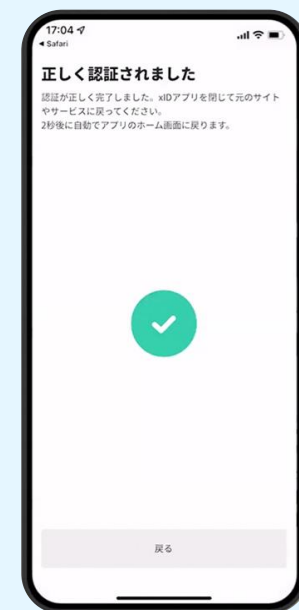 17:04
◀ Safari
正しく認証されました
認証が正しく完了しました。xIDアプリを閉じて元のサイト
やサービスに戻ってください。
2秒後に自動でアプリのホーム画面に戻ります。
戻る